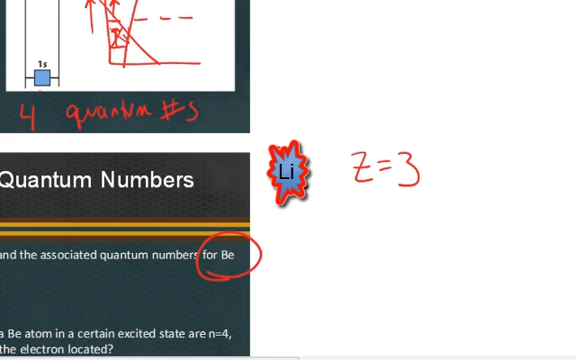 1s
4 quantum #s
Quantum Numbers
Li
Z=3
and the associated quantum numbers for Be
a Be atom in a certain excited state are n=4,
the electron located?